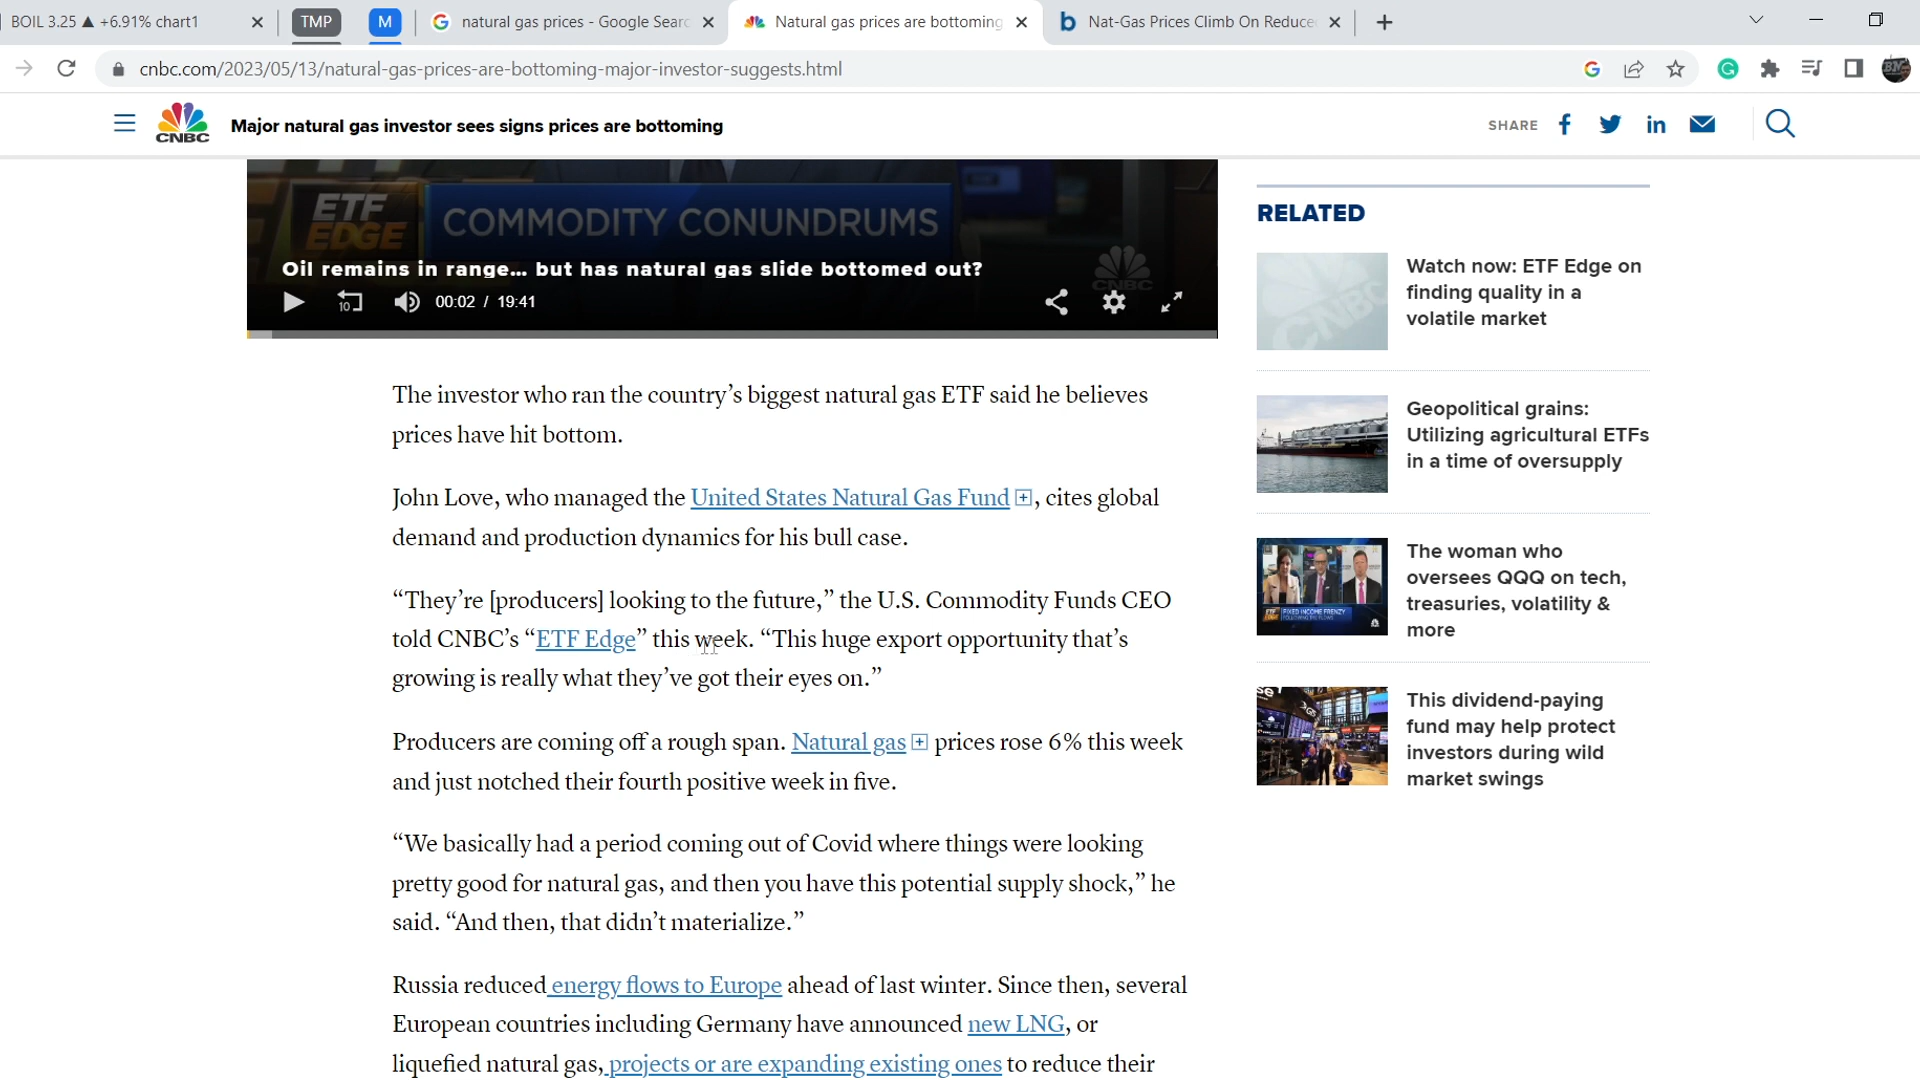 BOIL 3.25 ▲ +6.91% chart1
TMP
M
natural gas prices - Google Searc
Natural gas prices are bottoming
Nat-Gas Prices Climb On Reduce
cnbc.com/2023/05/13/natural-gas-prices-are-bottoming-major-investor-suggests.html
CNBC
Major natural gas investor sees signs prices are bottoming
SHARE
ETF EDGE
COMMODITY CONUNDRUMS
CNBC
Oil remains in range... but has natural gas slide bottomed out?
10
00:02 / 19:41
The investor who ran the country’s biggest natural gas ETF said he believes
prices have hit bottom.
John Love, who managed the United States Natural Gas Fund, cites global
demand and production dynamics for his bull case.
“They’re [producers] looking to the future,” the U.S. Commodity Funds CEO
told CNBC’s “ETF Edge” this week. “This huge export opportunity that’s
growing is really what they’ve got their eyes on.”
Producers are coming off a rough span. Natural gas prices rose 6% this week
and just notched their fourth positive week in five.
“We basically had a period coming out of Covid where things were looking
pretty good for natural gas, and then you have this potential supply shock,” he
said. “And then, that didn’t materialize.”
Russia reduced energy flows to Europe ahead of last winter. Since then, several
European countries including Germany have announced new LNG, or
liquefied natural gas, projects or are expanding existing ones to reduce their
RELATED
Watch now: ETF Edge on
finding quality in a
volatile market
Geopolitical grains:
Utilizing agricultural ETFs
in a time of oversupply
The woman who
oversees QQQ on tech,
treasuries, volatility &
more
This dividend-paying
fund may help protect
investors during wild
market swings